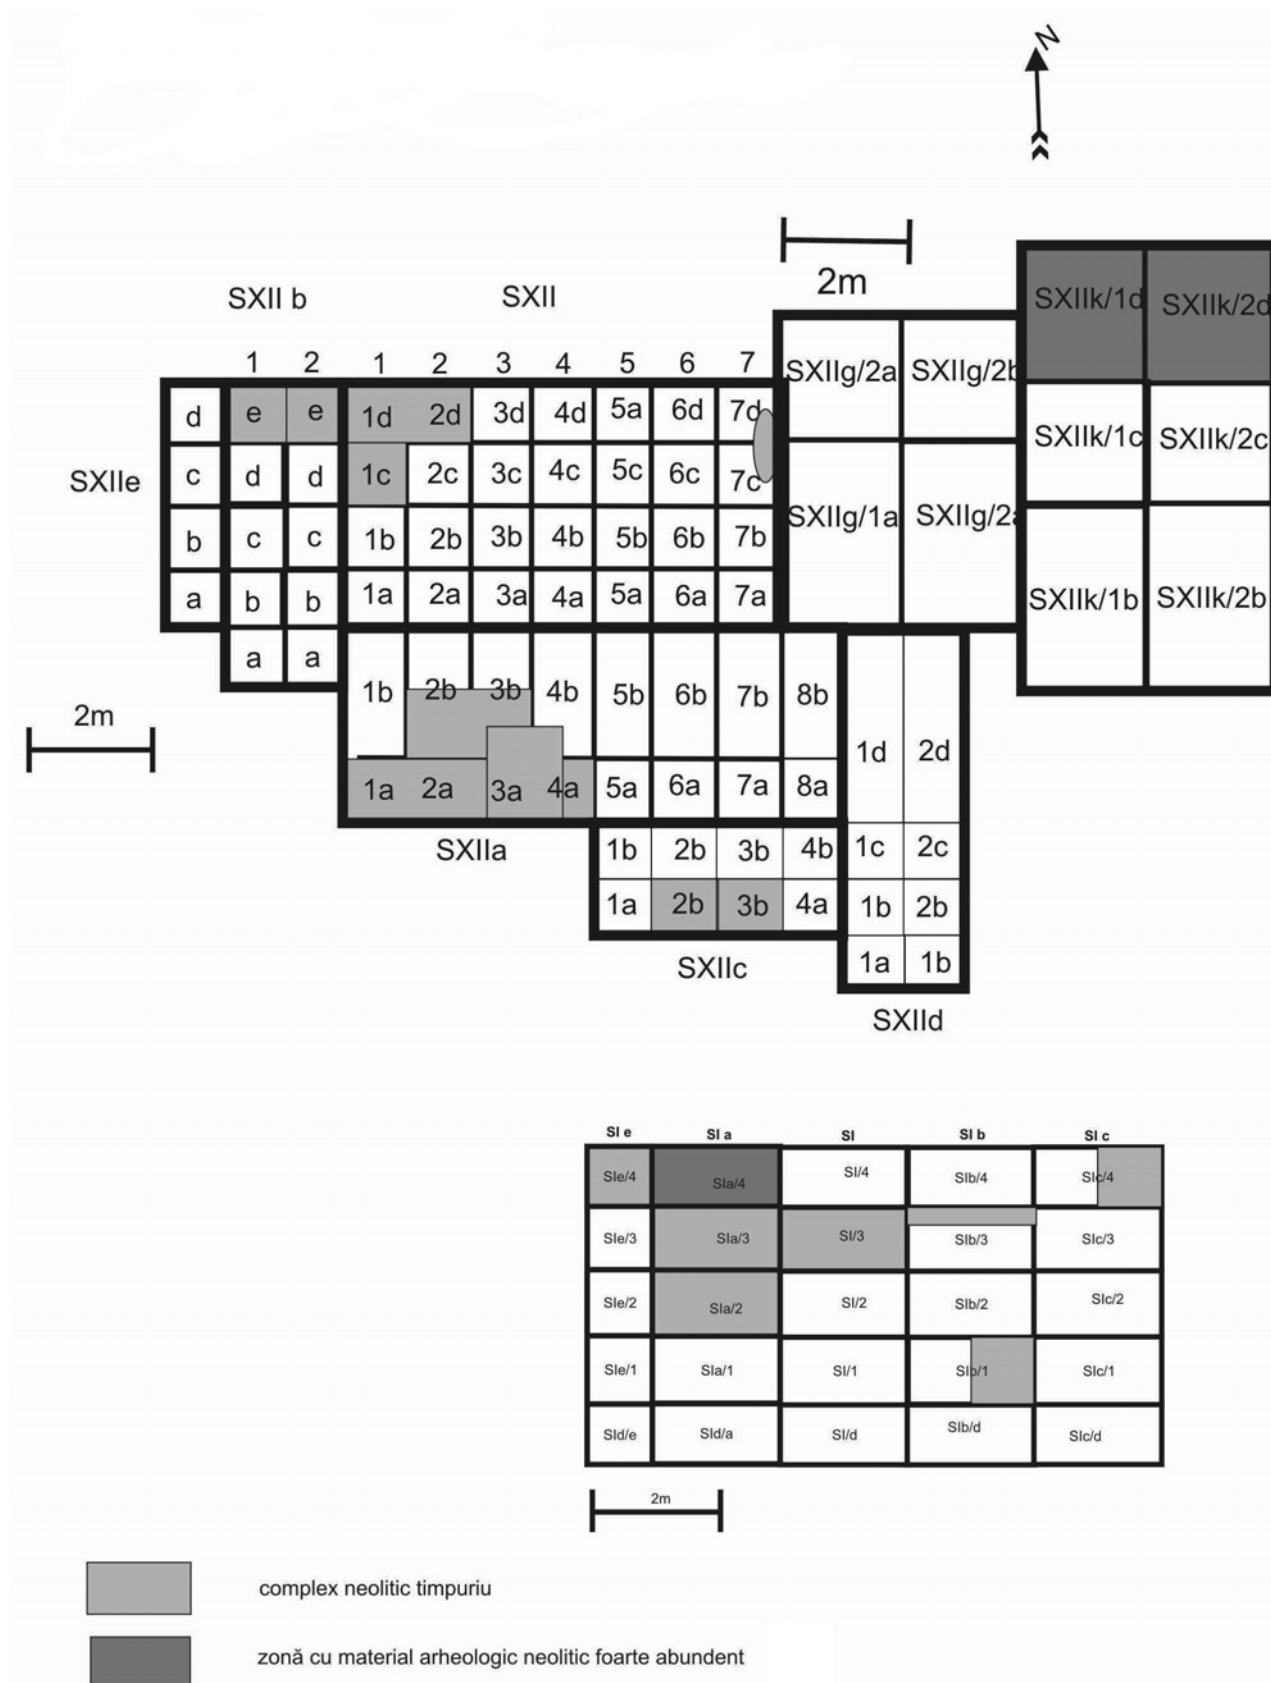 N
2m
SXII b SXII
1 2 1 2 3 4 5 6 7
SXIIk/1d SXIIk/2d
SXIIg/2a SXIIg/2b
d e e 1d 2d 3d 4d 5a 6d 7d
SXIIk/1c SXIIk/2c
SXIIe c d d 1c 2c 3c 4c 5c 6c 7c
SXIIg/1a SXIIg/2a
b c c 1b 2b 3b 4b 5b 6b 7b
a b b 1a 2a 3a 4a 5a 6a 7a
SXIIk/1b SXIIk/2b
a a
1b 2b 3b 4b 5b 6b 7b 8b
2m
1d 2d
1a 2a 3a 4a 5a 6a 7a 8a
SXIIa
1b 2b 3b 4b 1c 2c
1a 2b 3b 4a 1b 2b
SXIIc
1a 1b
SXIId
SI e SI a SI SI b SI c
SIe/4 SIa/4 SI/4 SIb/4 SIc/4
SIe/3 SIa/3 SI/3 SIb/3 SIc/3
SIe/2 SIa/2 SI/2 SIb/2 SIc/2
SIe/1 SIa/1 SI/1 SIb/1 SIc/1
SId/e SId/a SI/d SIb/d SIc/d
2m
complex neolitic timpuriu
zonă cu material arheologic neolitic foarte abundent